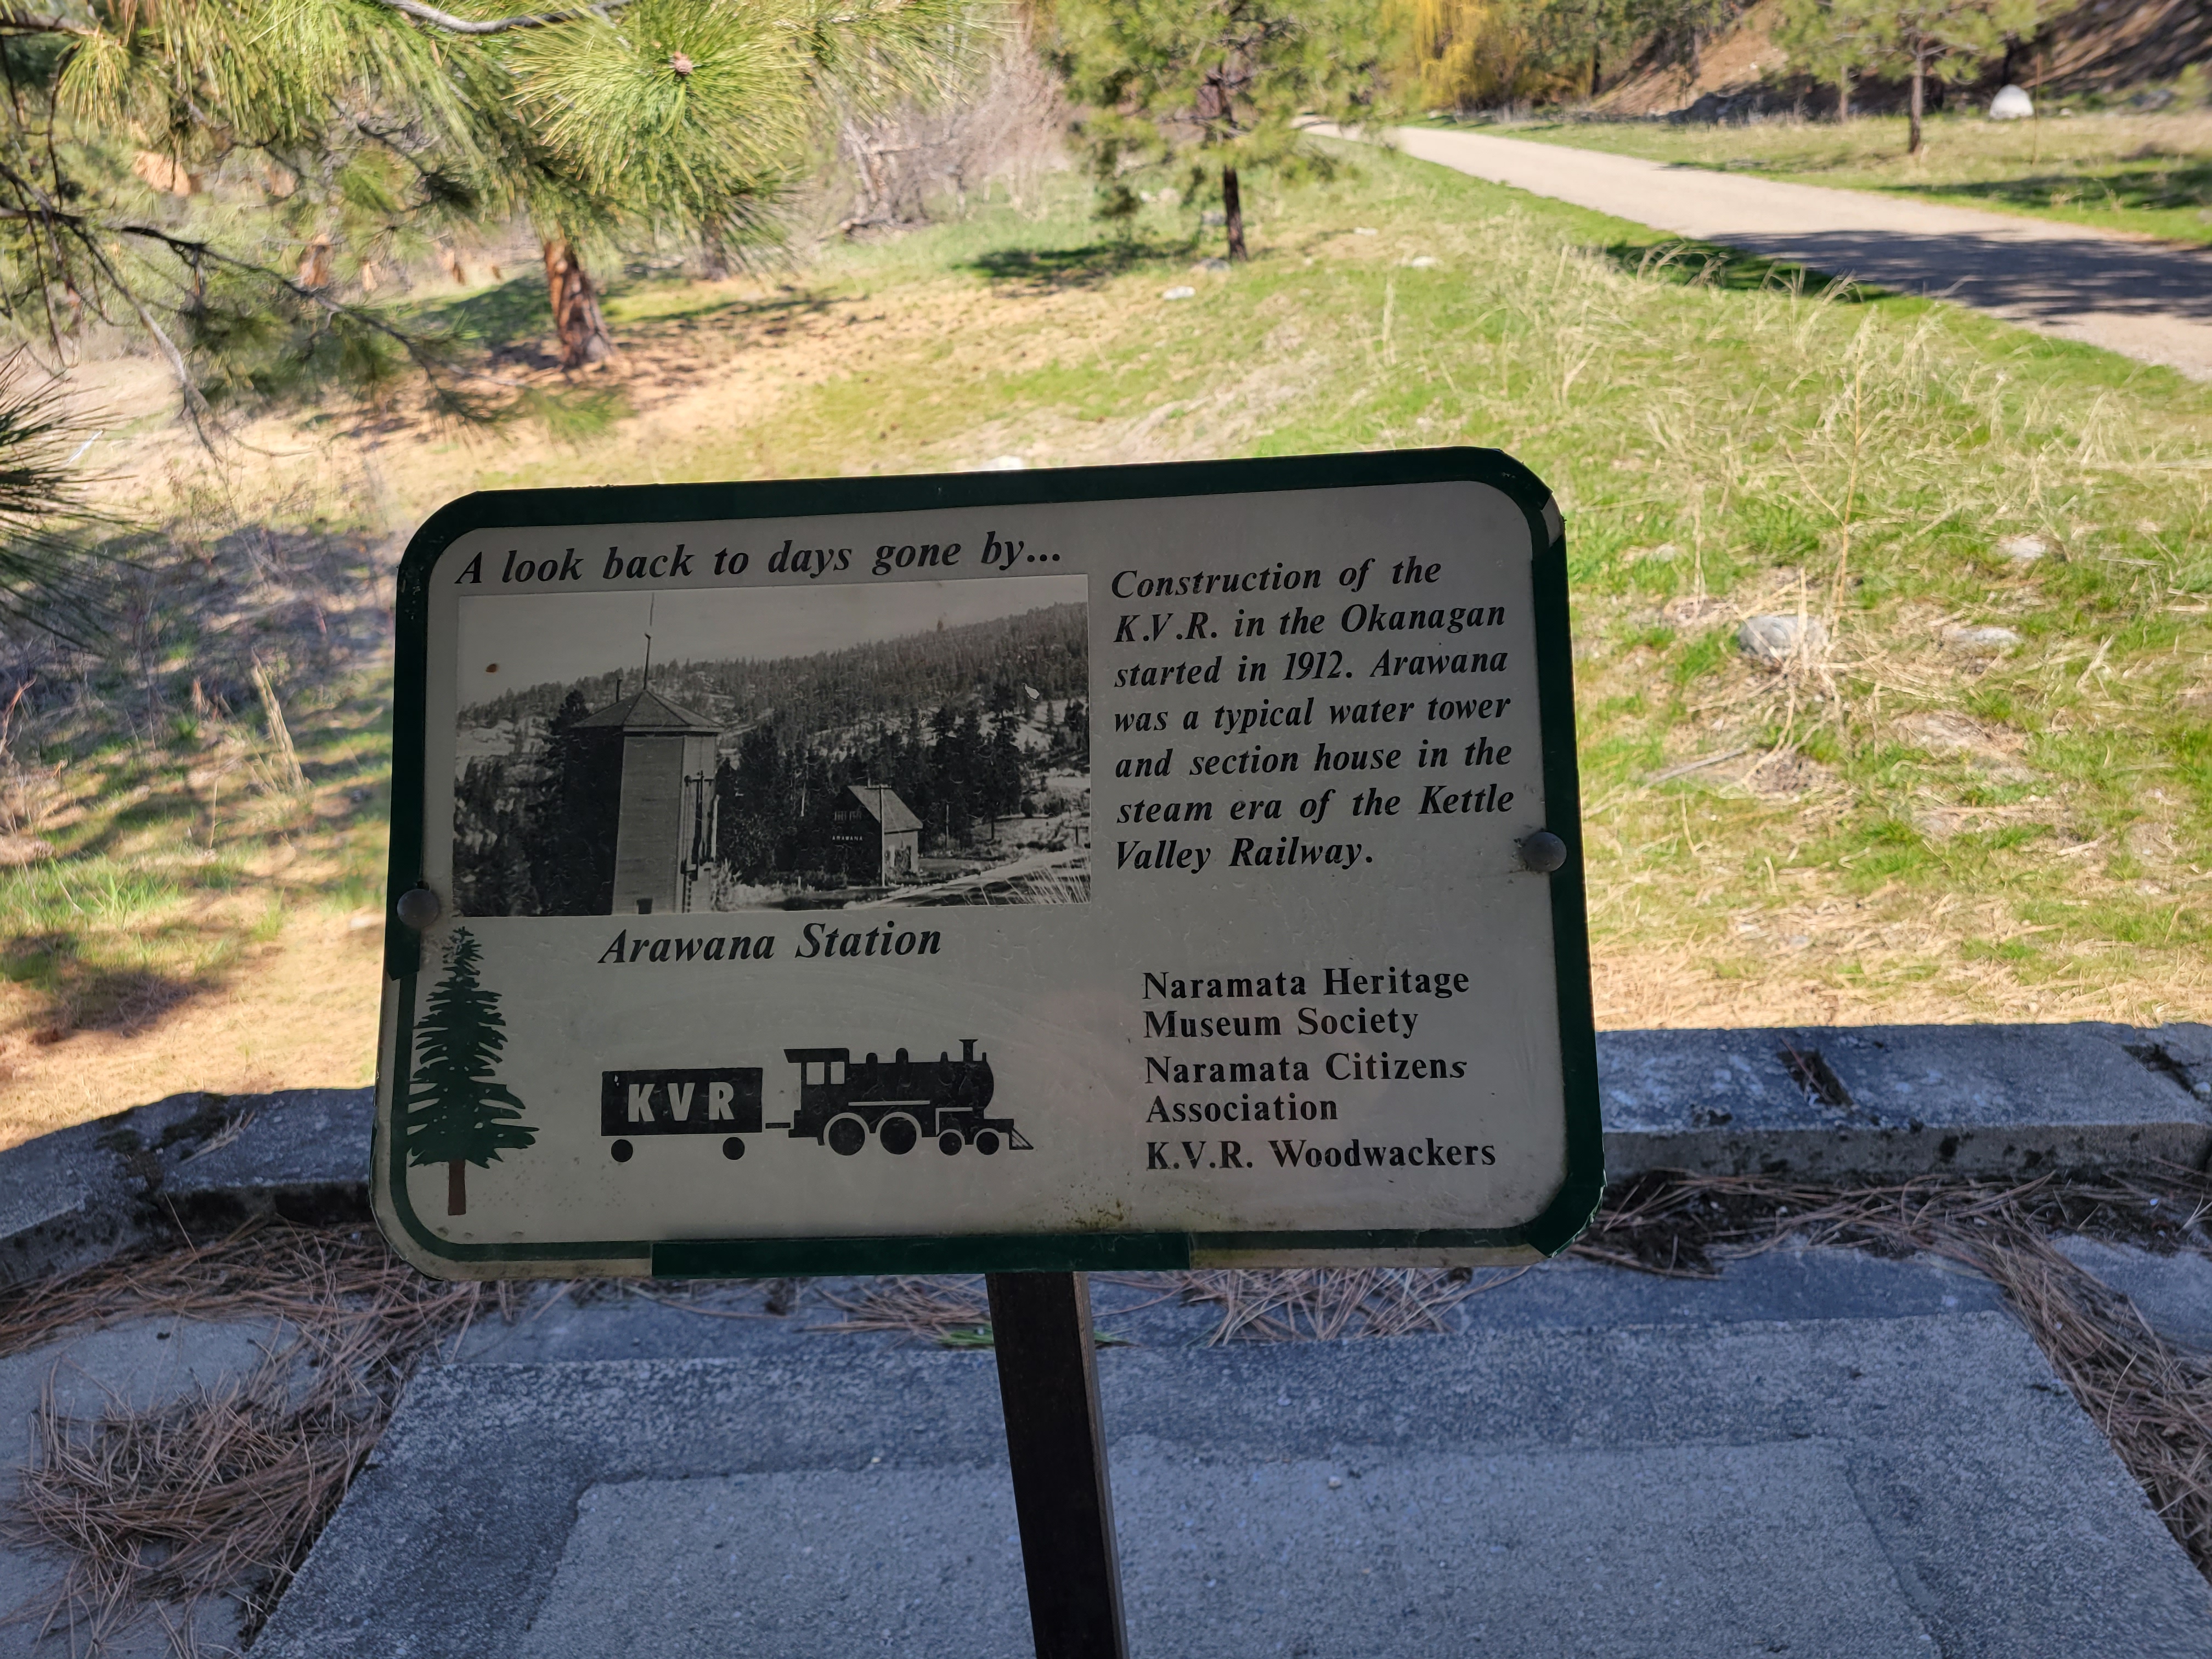 A look back to days gone by...
Construction of the
K.V.R. in the Okanagan
started in 1912. Arawana
was a typical water tower
and section house in the
steam era of the Kettle
Valley Railway.
ARAWANA
Arawana Station
KVR
Naramata Heritage
Museum Society
Naramata Citizens
Association
K.V.R. Woodwackers